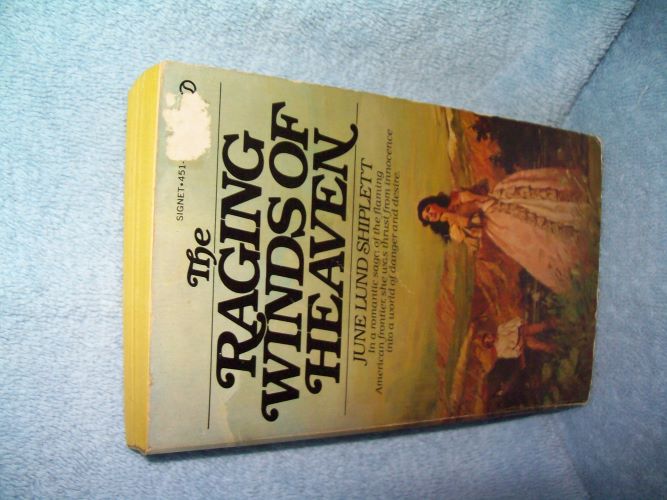 SIGNET•451-
The
RAGING
WINDS OF
HEAVEN
JUNE LUND SHIPLETT
In a romantic saga of the flaming
American frontier, she was thrust from innocence
into a world of danger and desire.